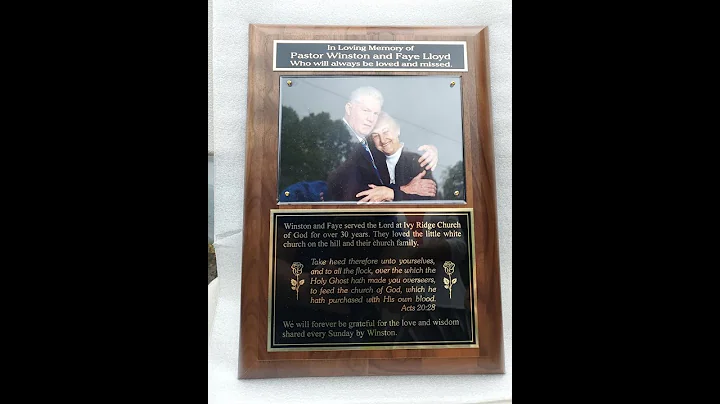 In Loving Memory of
Pastor Winston and Faye Lloyd
Who will always be loved and missed.
Winston and Faye served the Lord at Ivy Ridge Church
of God for over 30 years. They loved the little white
church on the hill and their church family.
Take heed therefore unto yourselves,
and to all the flock, over the which the
Holy Ghost hath made you overseers,
to feed the church of God, which he
hath purchased with His own blood.
Acts 20:28
We will forever be grateful for the love and wisdom
shared every Sunday by Winston.